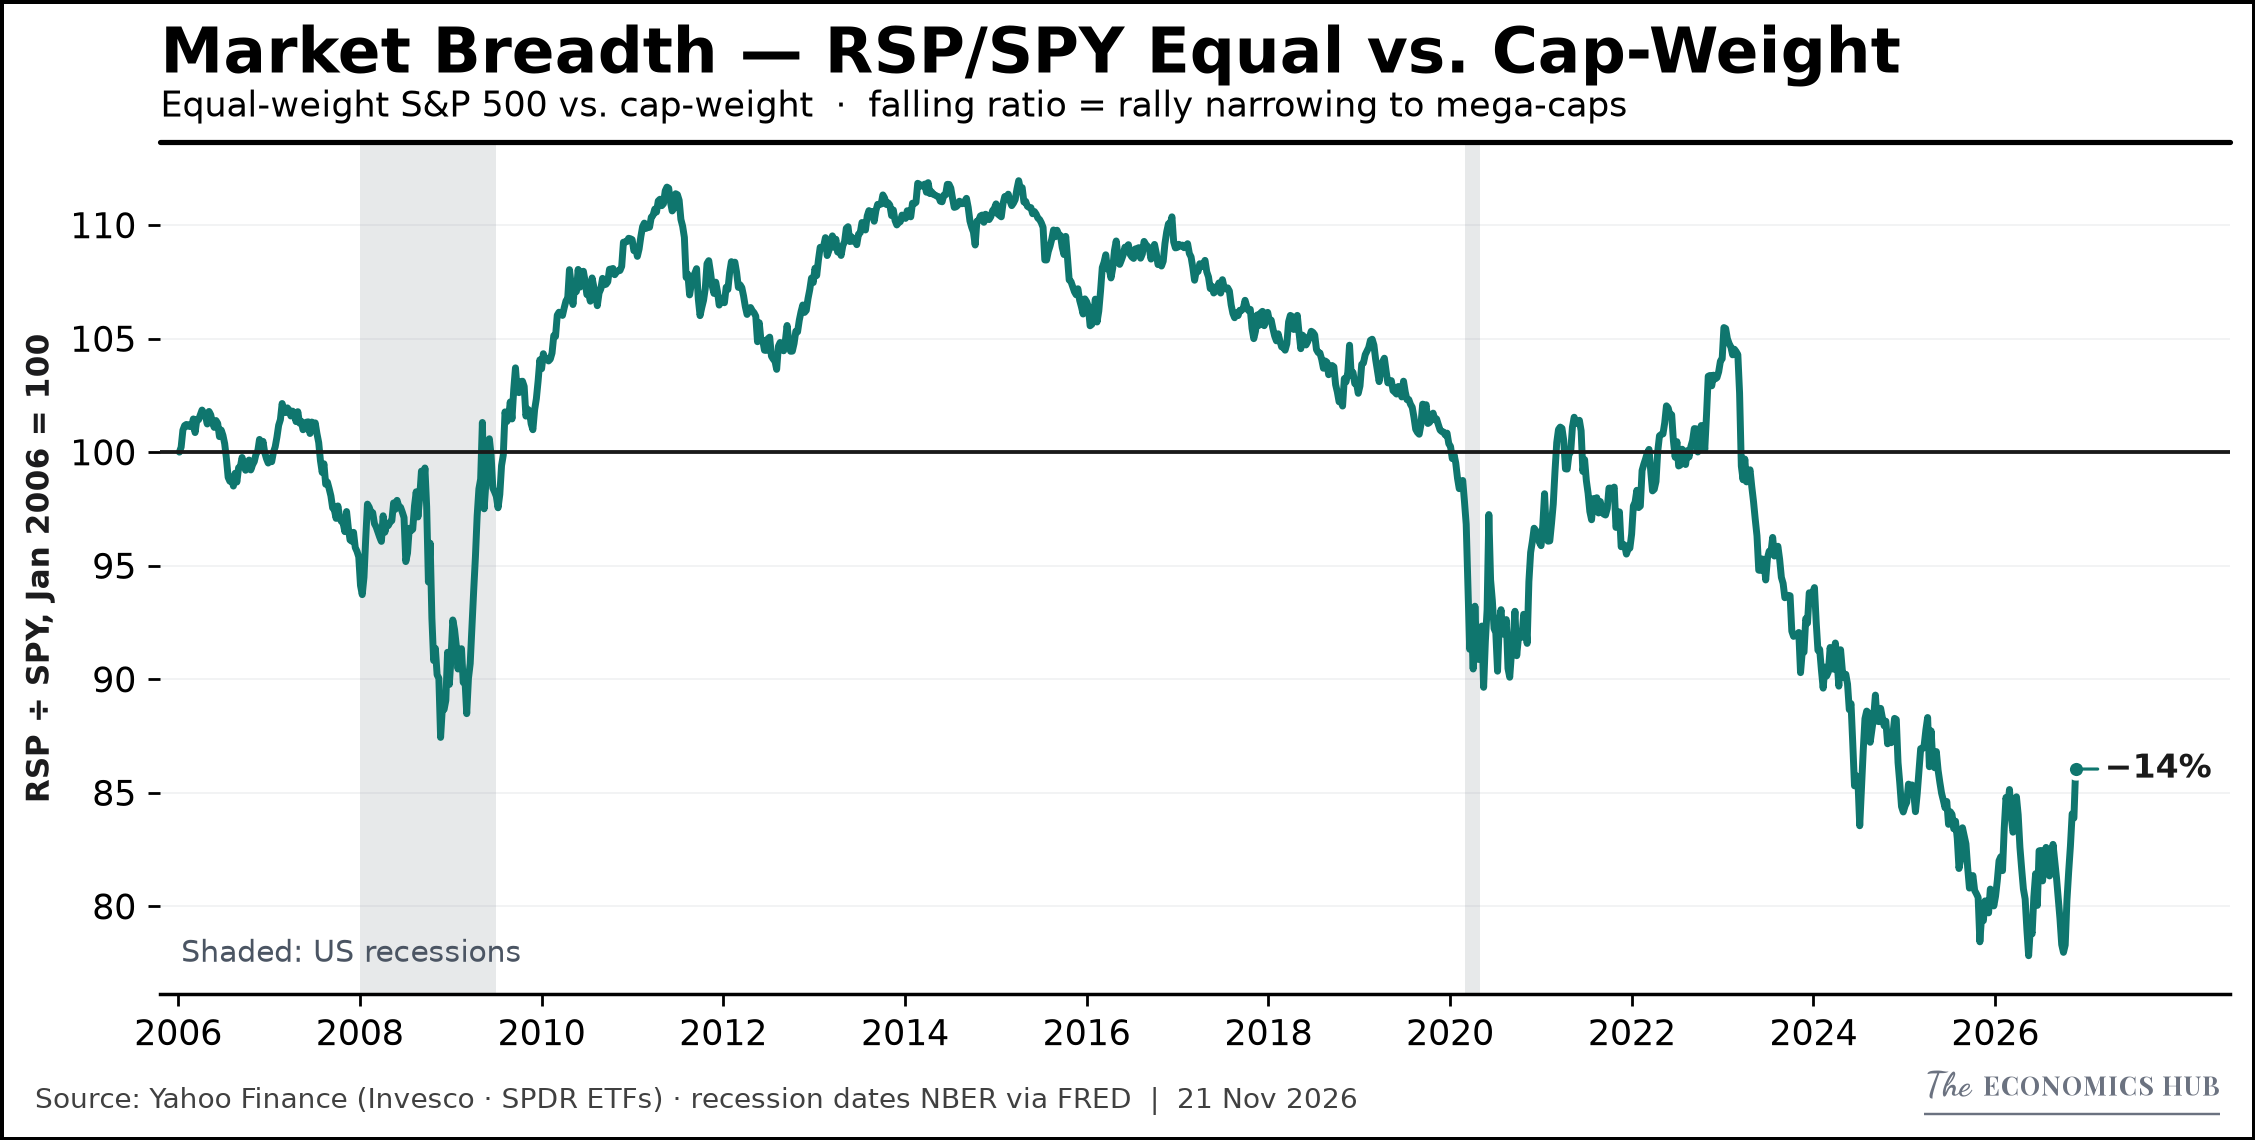 Market Breadth — RSP/SPY Equal vs. Cap-Weight
Equal-weight S&P 500 vs. cap-weight · falling ratio = rally narrowing to mega-caps
RSP ÷ SPY, Jan 2006 = 100
110
105
100
95
90
85
80
−14%
Shaded: US recessions
2006 2008 2010 2012 2014 2016 2018 2020 2022 2024 2026
Source: Yahoo Finance (Invesco · SPDR ETFs) · recession dates NBER via FRED | 21 Nov 2026
The ECONOMICS HUB